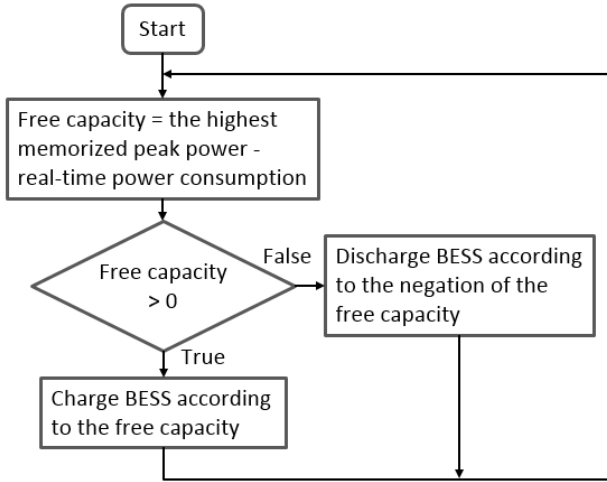 Start
Free capacity = the highest
memorized peak power -
real-time power consumption
Free capacity
> 0
False
Discharge BESS according
to the negation of the
free capacity
True
Charge BESS according
to the free capacity